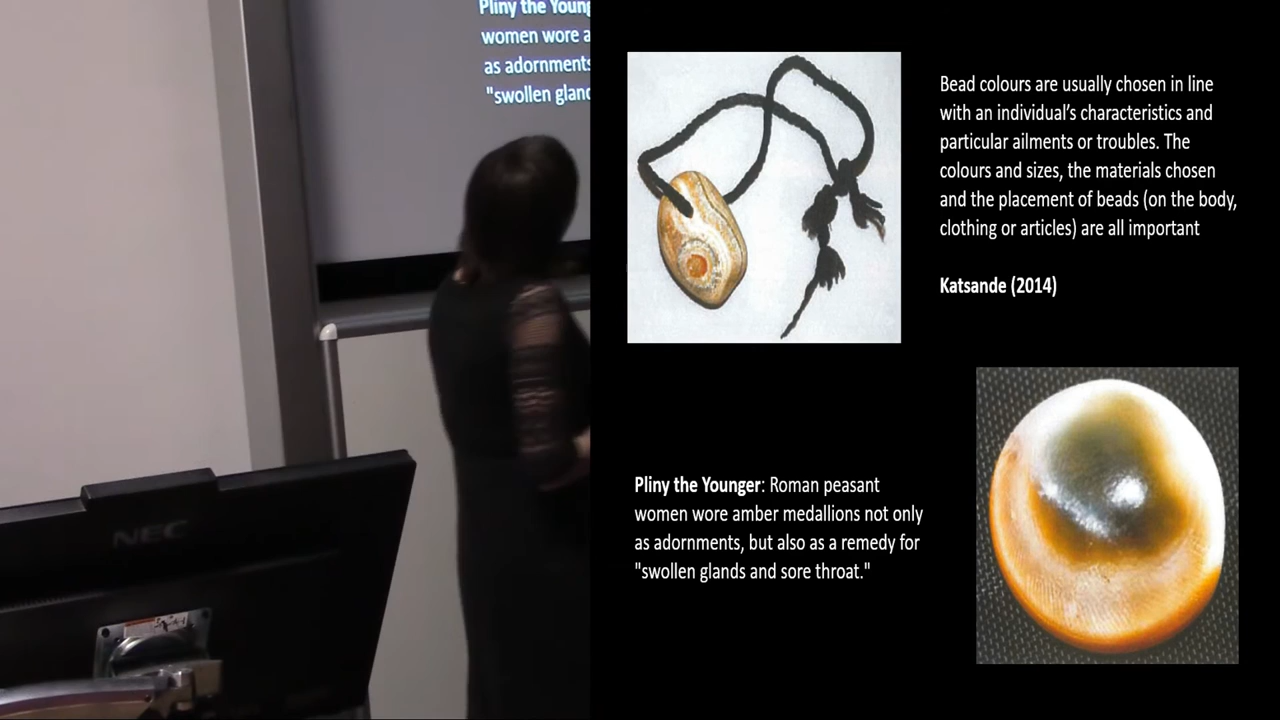 Pliny the Young
women wore a
as adornments
"swollen gland
NEC
Bead colours are usually chosen in line
with an individual's characteristics and
particular ailments or troubles. The
colours and sizes, the materials chosen
and the placement of beads (on the body,
clothing or articles) are all important
Katsande (2014)
Pliny the Younger: Roman peasant
women wore amber medallions not only
as adornments, but also as a remedy for
"swollen glands and sore throat."